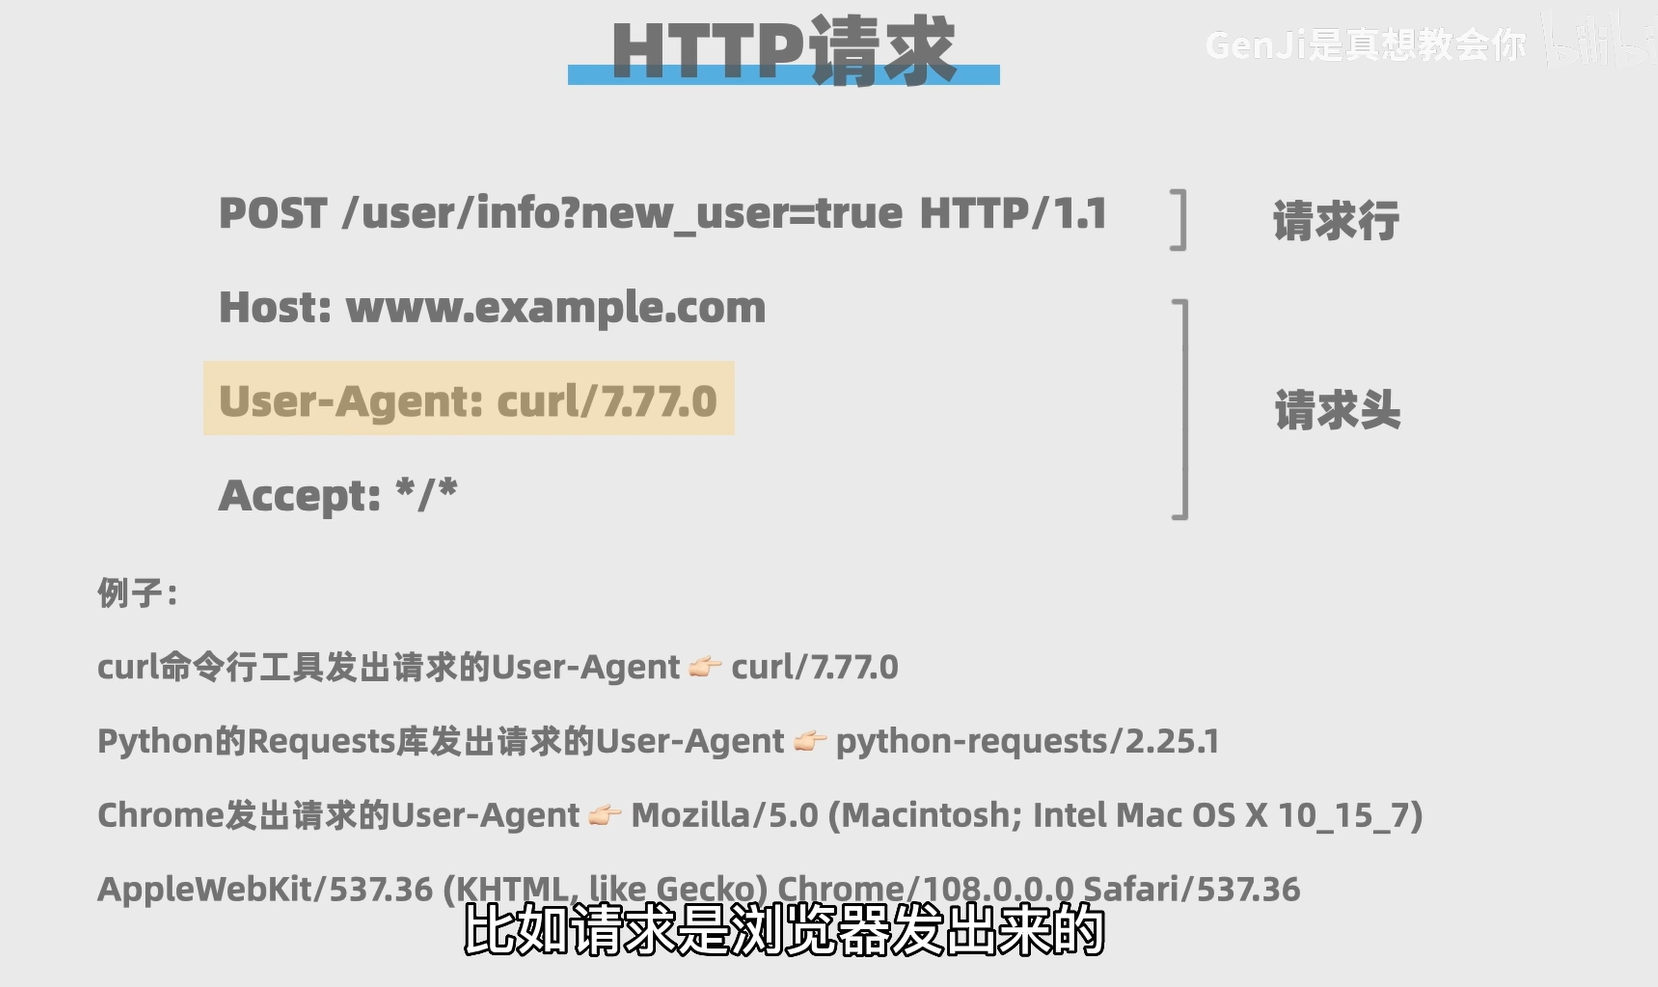 HTTP请求
GenJi是真想教会你 bilibi
POST /user/info?new_user=true HTTP/1.1
请求行
Host: www.example.com
User-Agent: curl/7.77.0
请求头
Accept: */*
例子：
curl命令行工具发出请求的User-Agent 👉🏻 curl/7.77.0
Python的Requests库发出请求的User-Agent 👉🏻 python-requests/2.25.1
Chrome发出请求的User-Agent 👉🏻 Mozilla/5.0 (Macintosh; Intel Mac OS X 10_15_7)
AppleWebKit/537.36 (KHTML, like Gecko) Chrome/108.0.0.0 Safari/537.36
比如请求是浏览器发出来的